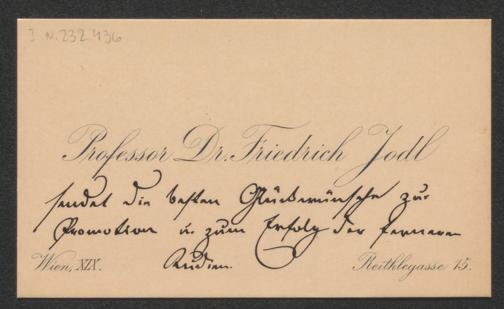 I.N. 232.436
Professor Dr. Friedrich Jodl
sendet die besten Glückwünsche zur
Promotion u. zum Erfolg der ferneren
Studien.
Wien, XIX. Reithlegasse 15.